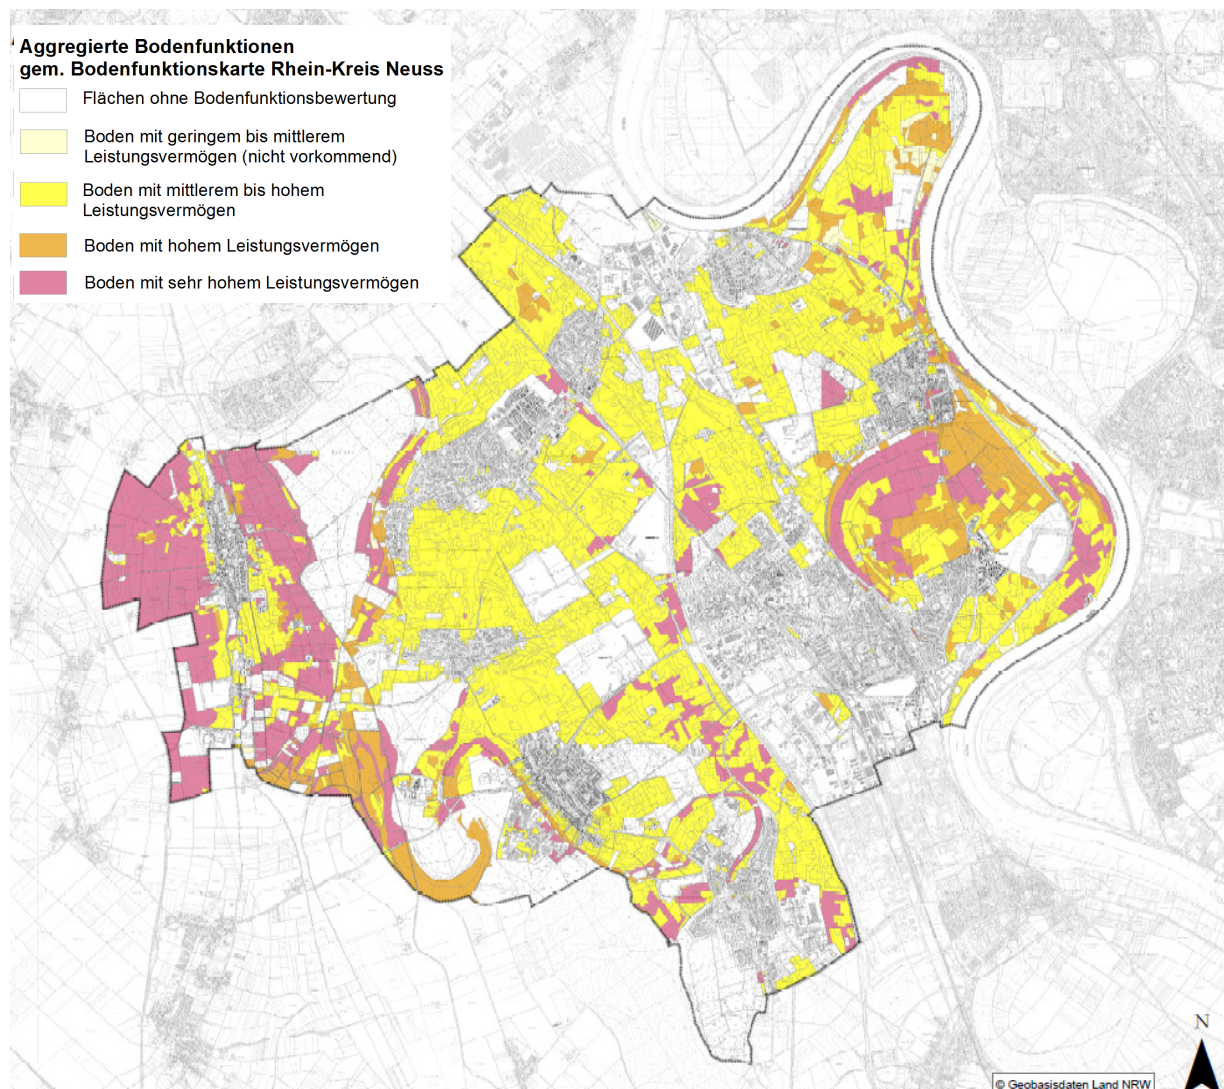 Aggregierte Bodenfunktionen
gem. Bodenfunktionskarte Rhein-Kreis Neuss
Flächen ohne Bodenfunktionsbewertung
Boden mit geringem bis mittlerem
Leistungsvermögen (nicht vorkommend)
Boden mit mittlerem bis hohem
Leistungsvermögen
Boden mit hohem Leistungsvermögen
Boden mit sehr hohem Leistungsvermögen
N
© Geobasisdaten Land NRW